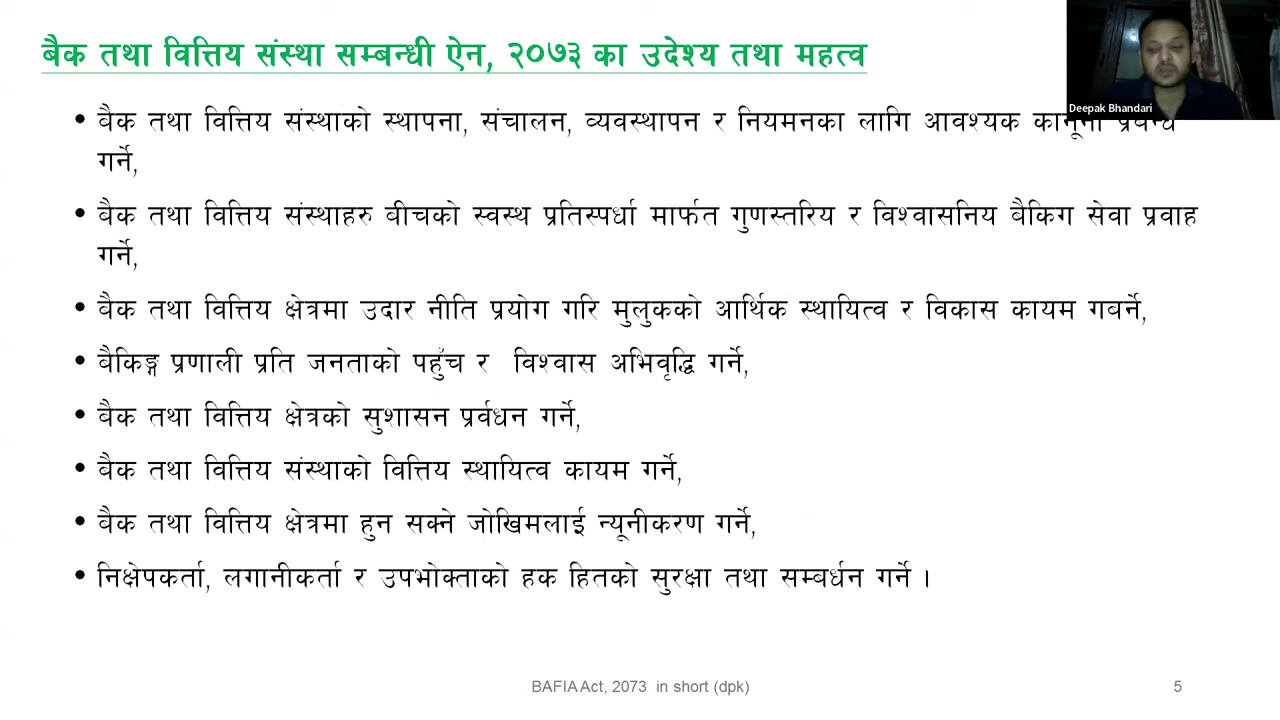 बैक तथा वित्तिय संस्था सम्बन्धी ऐन, २०७३ का उदेश्य तथा महत्व
Deepak Bhandari
• बैक तथा वित्तिय संस्थाको स्थापना, संचालन, व्यवस्थापन र नियमनका लागि आवश्यक
गर्ने,
• बैक तथा वित्तिय संस्थाहरु बीचको स्वस्थ प्रतिस्पर्धा मार्फत गुणस्तरिय र विश्वासनिय बैकिग सेवा प्रवाह
गर्ने,
• बैक तथा वित्तिय क्षेत्रमा उदार नीति प्रयोग गरि मुलुकको आर्थिक स्थायित्व र विकास कायम गबर्ने,
• बैकिङ्ग प्रणाली प्रति जनताको पहुँच र विश्वास अभिवृद्धि गर्ने,
• बैक तथा वित्तिय क्षेत्रको सुशासन प्रर्वधन गर्ने,
• बैक तथा वित्तिय संस्थाको वित्तिय स्थायित्व कायम गर्ने,
• बैक तथा वित्तिय क्षेत्रमा हुन सक्ने जोखिमलाई न्यूनीकरण गर्ने,
• निक्षेपकर्ता, लगानीकर्ता र उपभोक्ताको हक हितको सुरक्षा तथा सम्बर्धन गर्ने ।
BAFIA Act, 2073 in short (dpk)
5